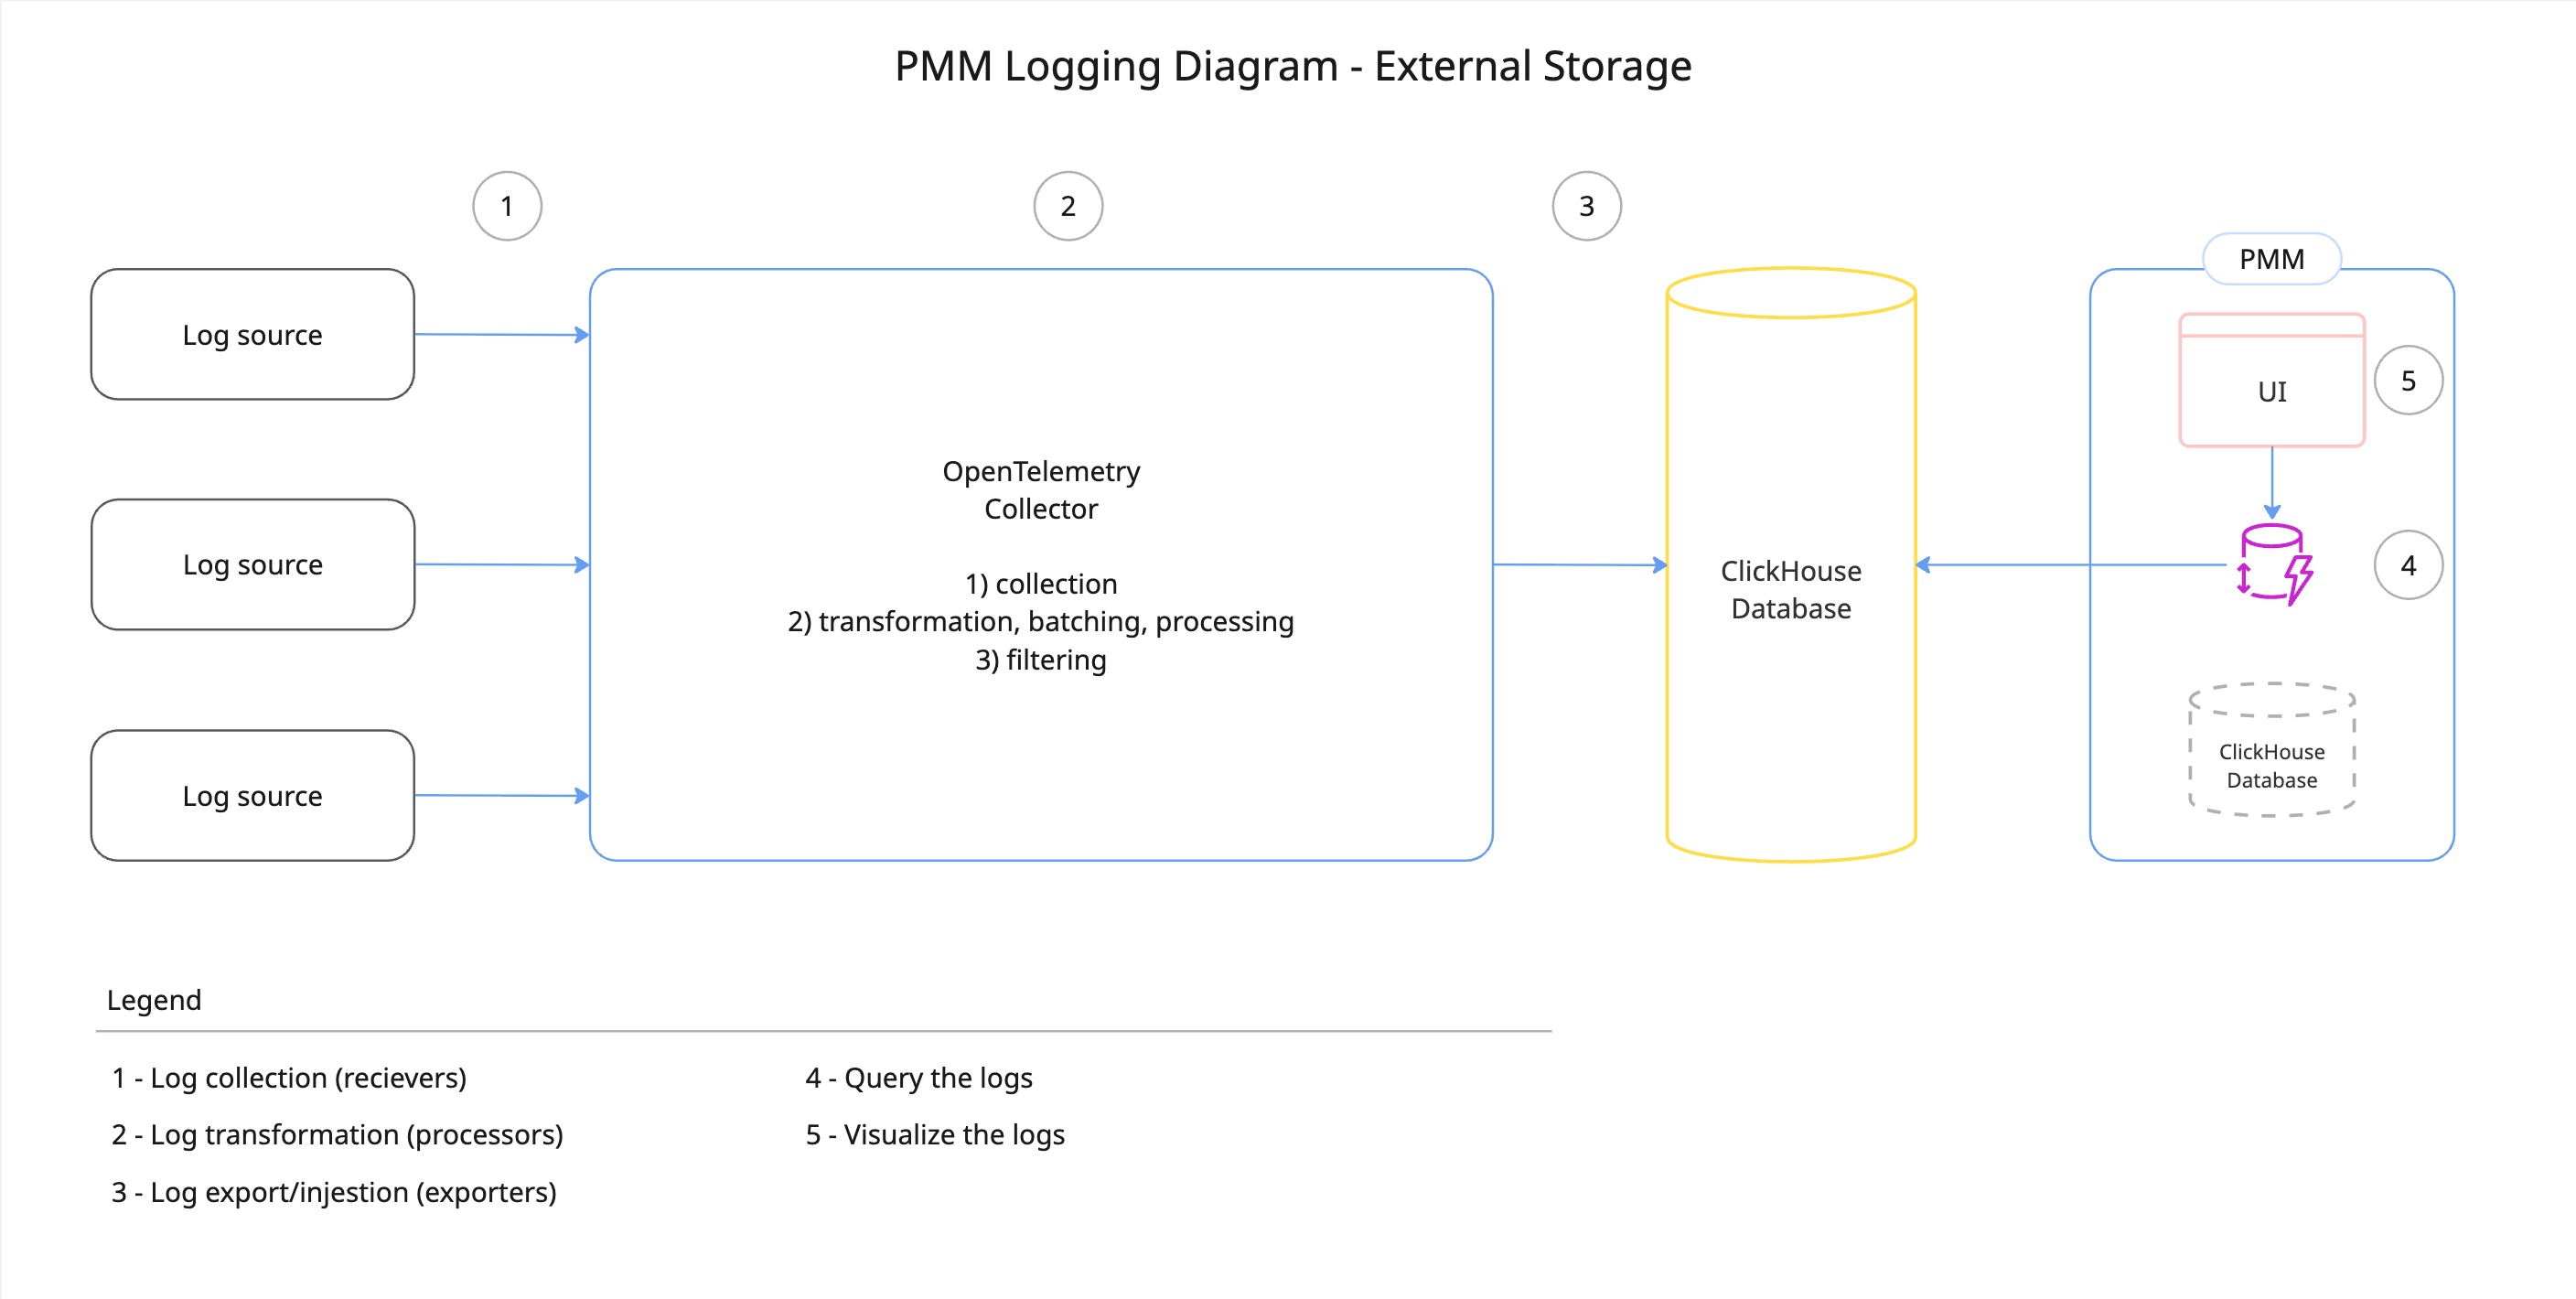 PMM Logging Diagram - External Storage
1
2
3
PMM
Log source
UI
5
OpenTelemetry
Collector
Log source
1) collection
2) transformation, batching, processing
3) filtering
ClickHouse
Database
4
Log source
ClickHouse
Database
Legend
1 - Log collection (recievers)
2 - Log transformation (processors)
3 - Log export/injestion (exporters)
4 - Query the logs
5 - Visualize the logs